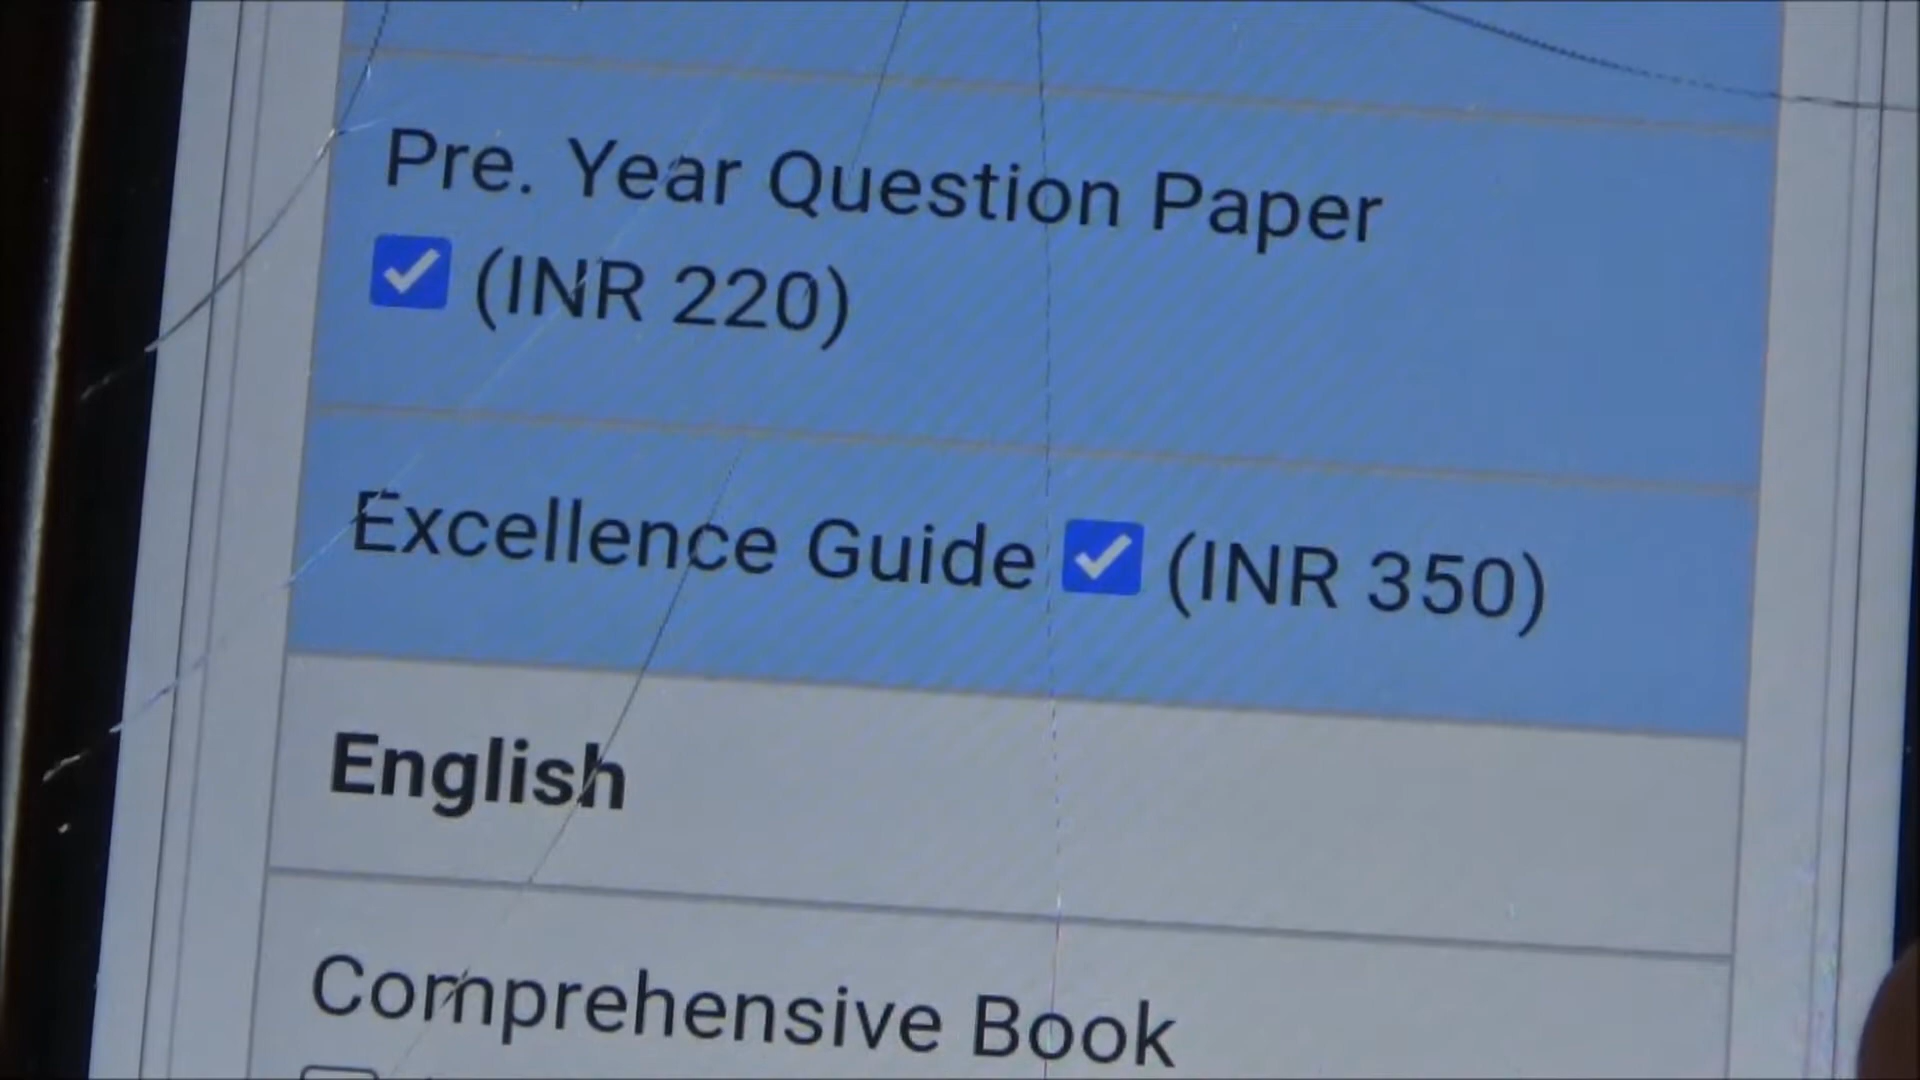 Pre. Year Question Paper
(INR 220)
Excellence Guide (INR 350)
English
Comprehensive Book